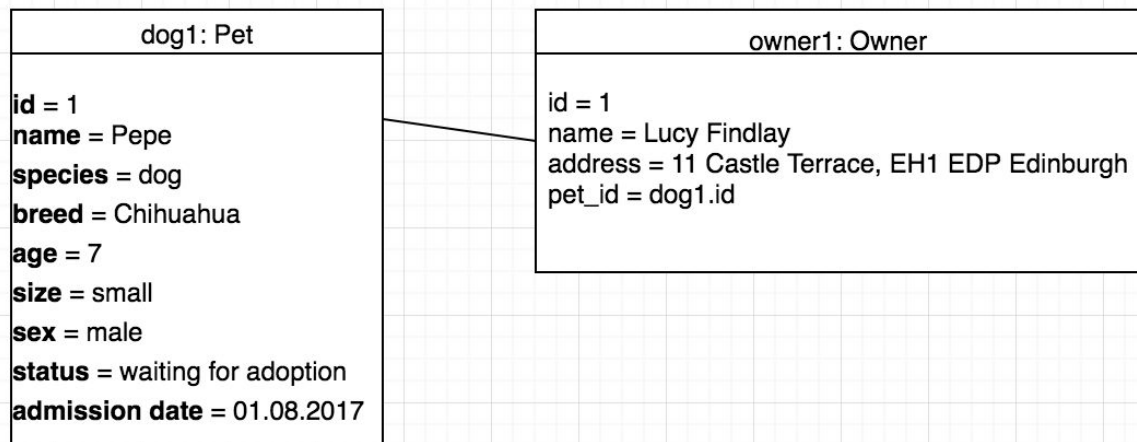 dog1: Pet
id = 1
name = Pepe
species = dog
breed = Chihuahua
age = 7
size = small
sex = male
status = waiting for adoption
admission date = 01.08.2017
owner1: Owner
id = 1
name = Lucy Findlay
address = 11 Castle Terrace, EH1 EDP Edinburgh
pet_id = dog1.id